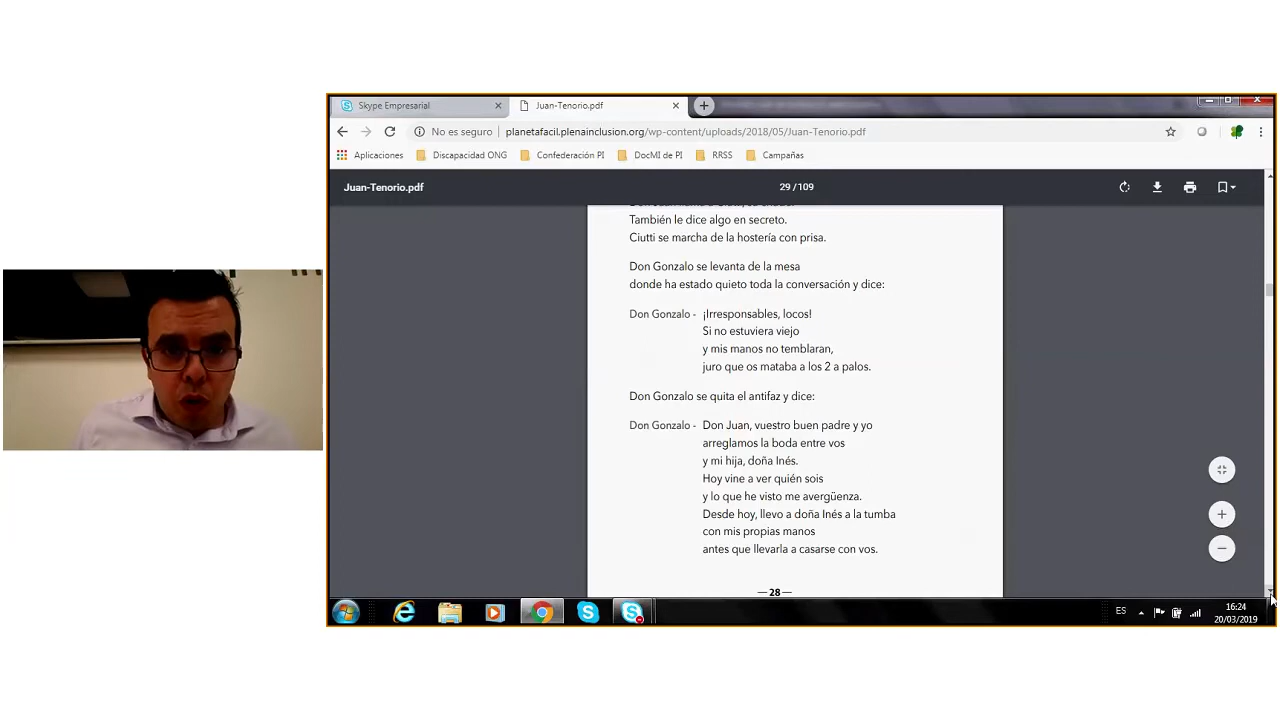 Skype Empresarial
Juan-Tenorio.pdf
No es seguro
planetafacil.plenainclusion.org/wp-content/uploads/2018/05/Juan-Tenorio.pdf
Aplicaciones
Discapacidad ONG
Confederación PI
DocMI de PI
RRSS
Campañas
Juan-Tenorio.pdf
29 / 109
También le dice algo en secreto.
Ciutti se marcha de la hostería con prisa.
Don Gonzalo se levanta de la mesa
donde ha estado quieto toda la conversación y dice:
Don Gonzalo - ¡Irresponsables, locos!
Si no estuviera viejo
y mis manos no temblaran,
juro que os mataba a los 2 a palos.
Don Gonzalo se quita el antifaz y dice:
Don Gonzalo - Don Juan, vuestro buen padre y yo
arreglamos la boda entre vos
y mi hija, doña Inés.
Hoy vine a ver quién sois
y lo que he visto me avergüenza.
Desde hoy, llevo a doña Inés a la tumba
con mis propias manos
antes que llevarla a casarse con vos.
— 28 —
ES
16:24
20/03/2019